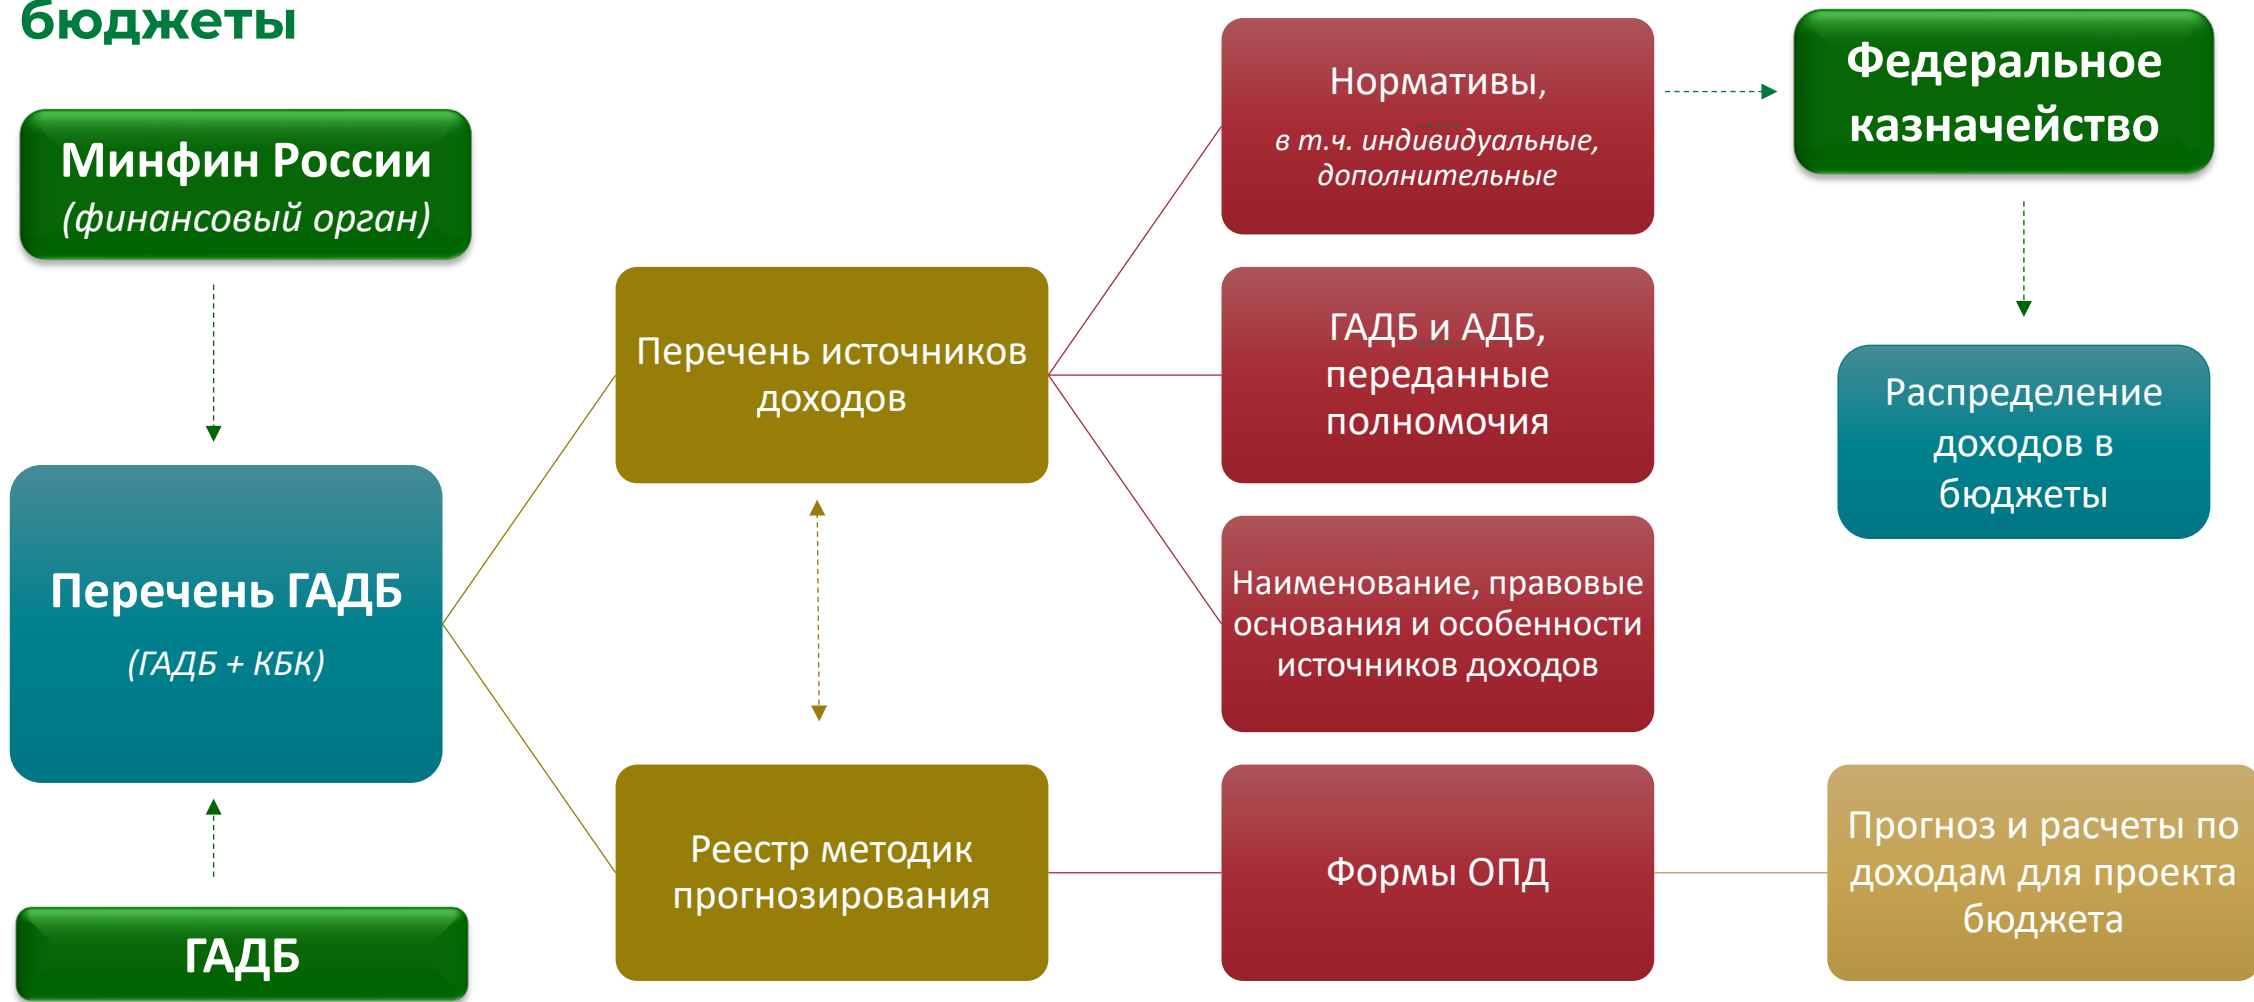 бюджеты
Минфин России
(финансовый орган)
Перечень ГАДБ
(ГАДБ + КБК)
ГАДБ
Перечень источников
доходов
Реестр методик
прогнозирования
Нормативы,
в т.ч. индивидуальные,
дополнительные
ГАДБ и АДБ,
переданные
полномочия
Наименование, правовые
основания и особенности
источников доходов
Формы ОПД
Федеральное
казначейство
Распределение
доходов в
бюджеты
Прогноз и расчеты по
доходам для проекта
бюджета